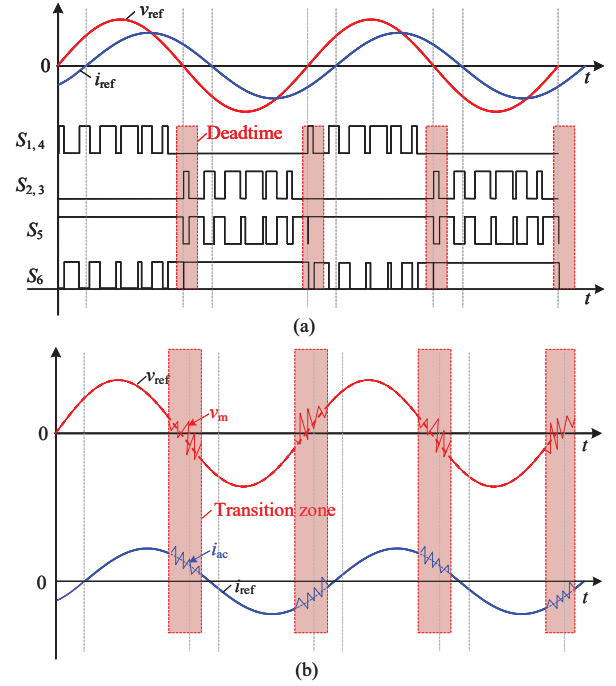 v_ref
0
i_ref
t
S_1, 4
Deadtime
S_2, 3
S_5
S_6
(a)
v_ref
v_m
0
t
Transition zone
i_ac
0
i_ref
t
(b)